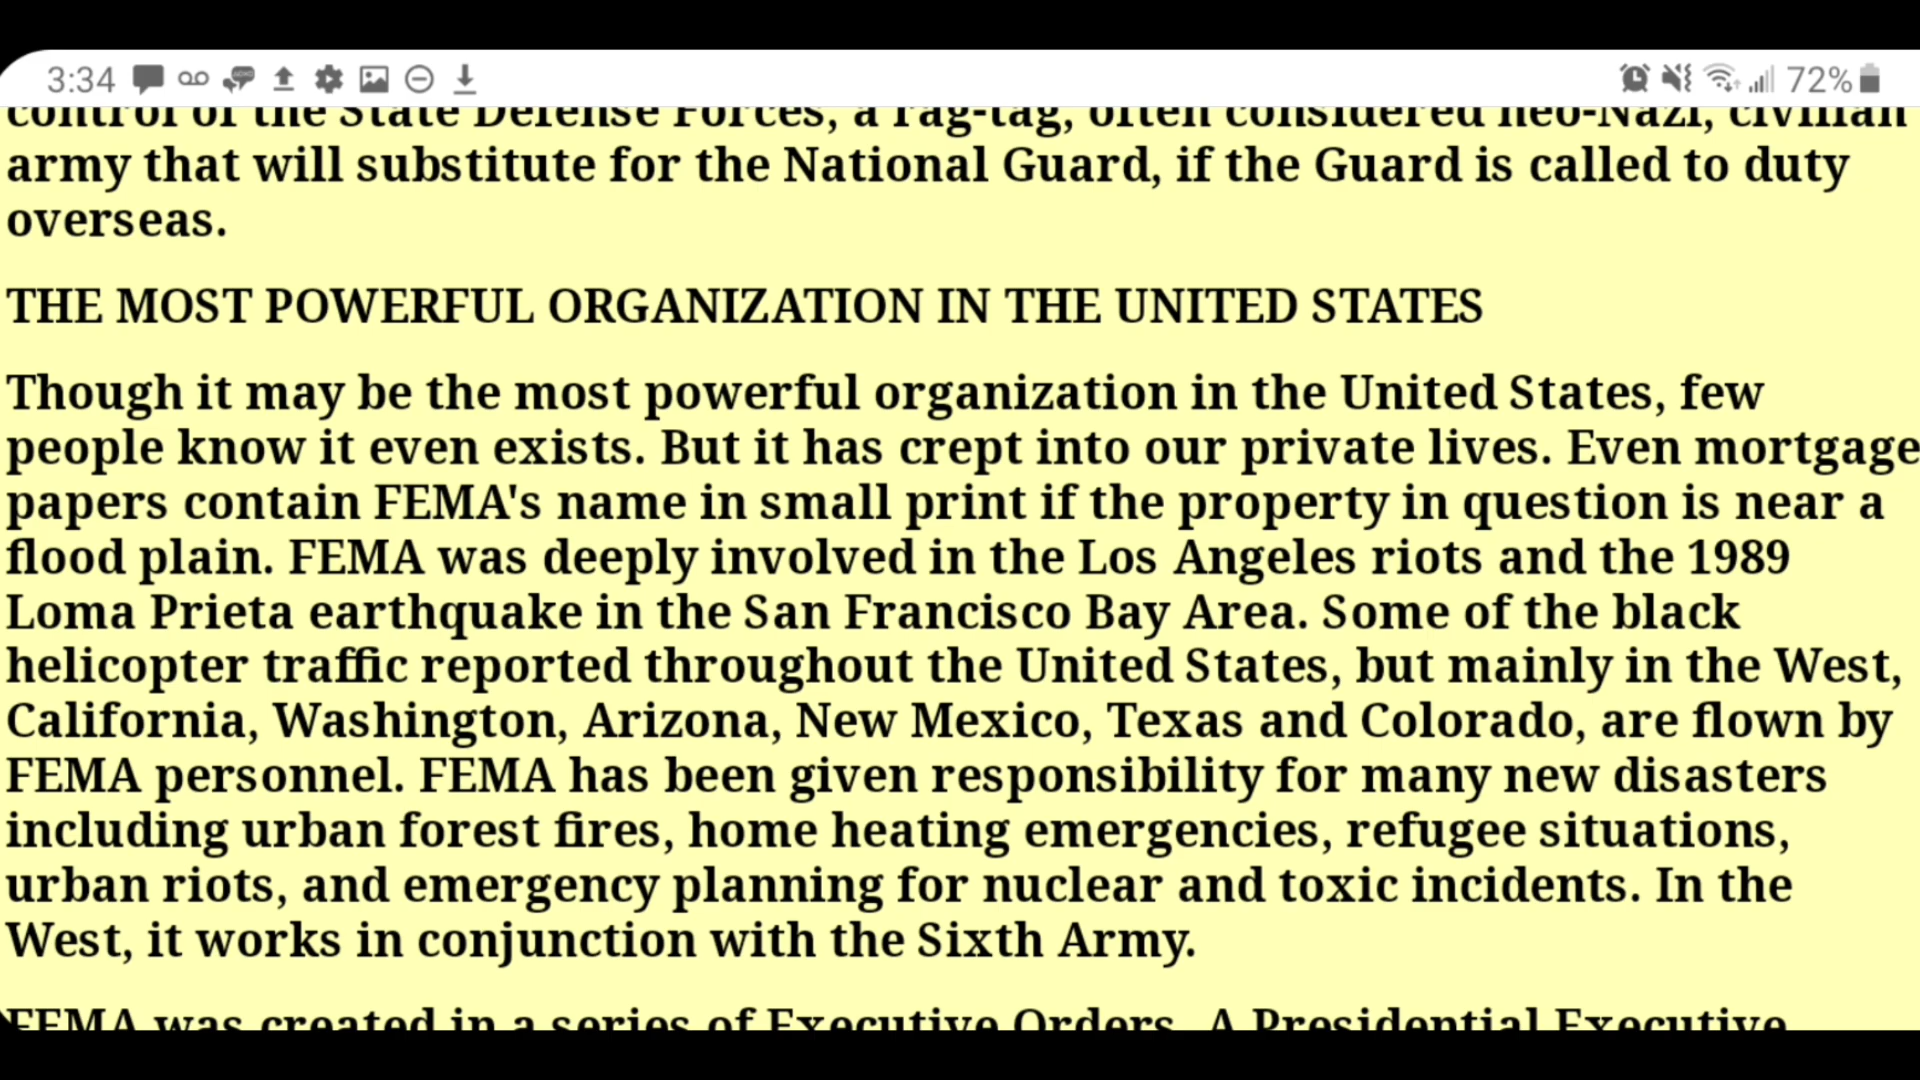 3:34 72%
control of the State Defense Forces, a rag-tag, often considered neo-Nazi, civilian
army that will substitute for the National Guard, if the Guard is called to duty
overseas.
THE MOST POWERFUL ORGANIZATION IN THE UNITED STATES
Though it may be the most powerful organization in the United States, few
people know it even exists. But it has crept into our private lives. Even mortgage
papers contain FEMA's name in small print if the property in question is near a
flood plain. FEMA was deeply involved in the Los Angeles riots and the 1989
Loma Prieta earthquake in the San Francisco Bay Area. Some of the black
helicopter traffic reported throughout the United States, but mainly in the West,
California, Washington, Arizona, New Mexico, Texas and Colorado, are flown by
FEMA personnel. FEMA has been given responsibility for many new disasters
including urban forest fires, home heating emergencies, refugee situations,
urban riots, and emergency planning for nuclear and toxic incidents. In the
West, it works in conjunction with the Sixth Army.
FEMA was created in a series of Executive Orders. A Presidential Executive